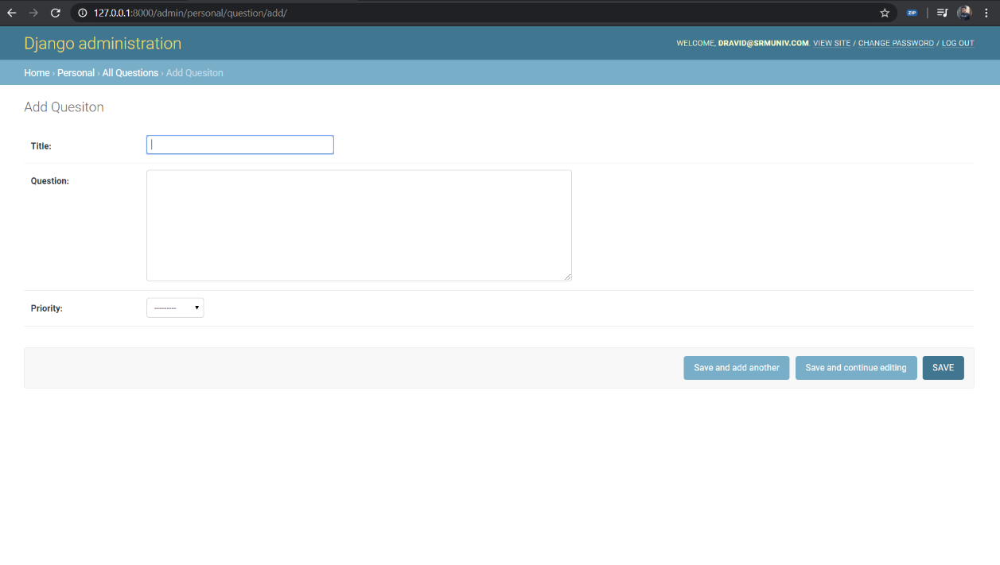 127.0.0.1:8000/admin/personal/question/add/
ZIP
Django administration
WELCOME, DRAVID@SRMUNIV.COM. VIEW SITE / CHANGE PASSWORD / LOG OUT
Home › Personal › All Questions › Add Quesiton
Add Quesiton
Title:
Question:
Priority:
---------
Save and add another
Save and continue editing
SAVE